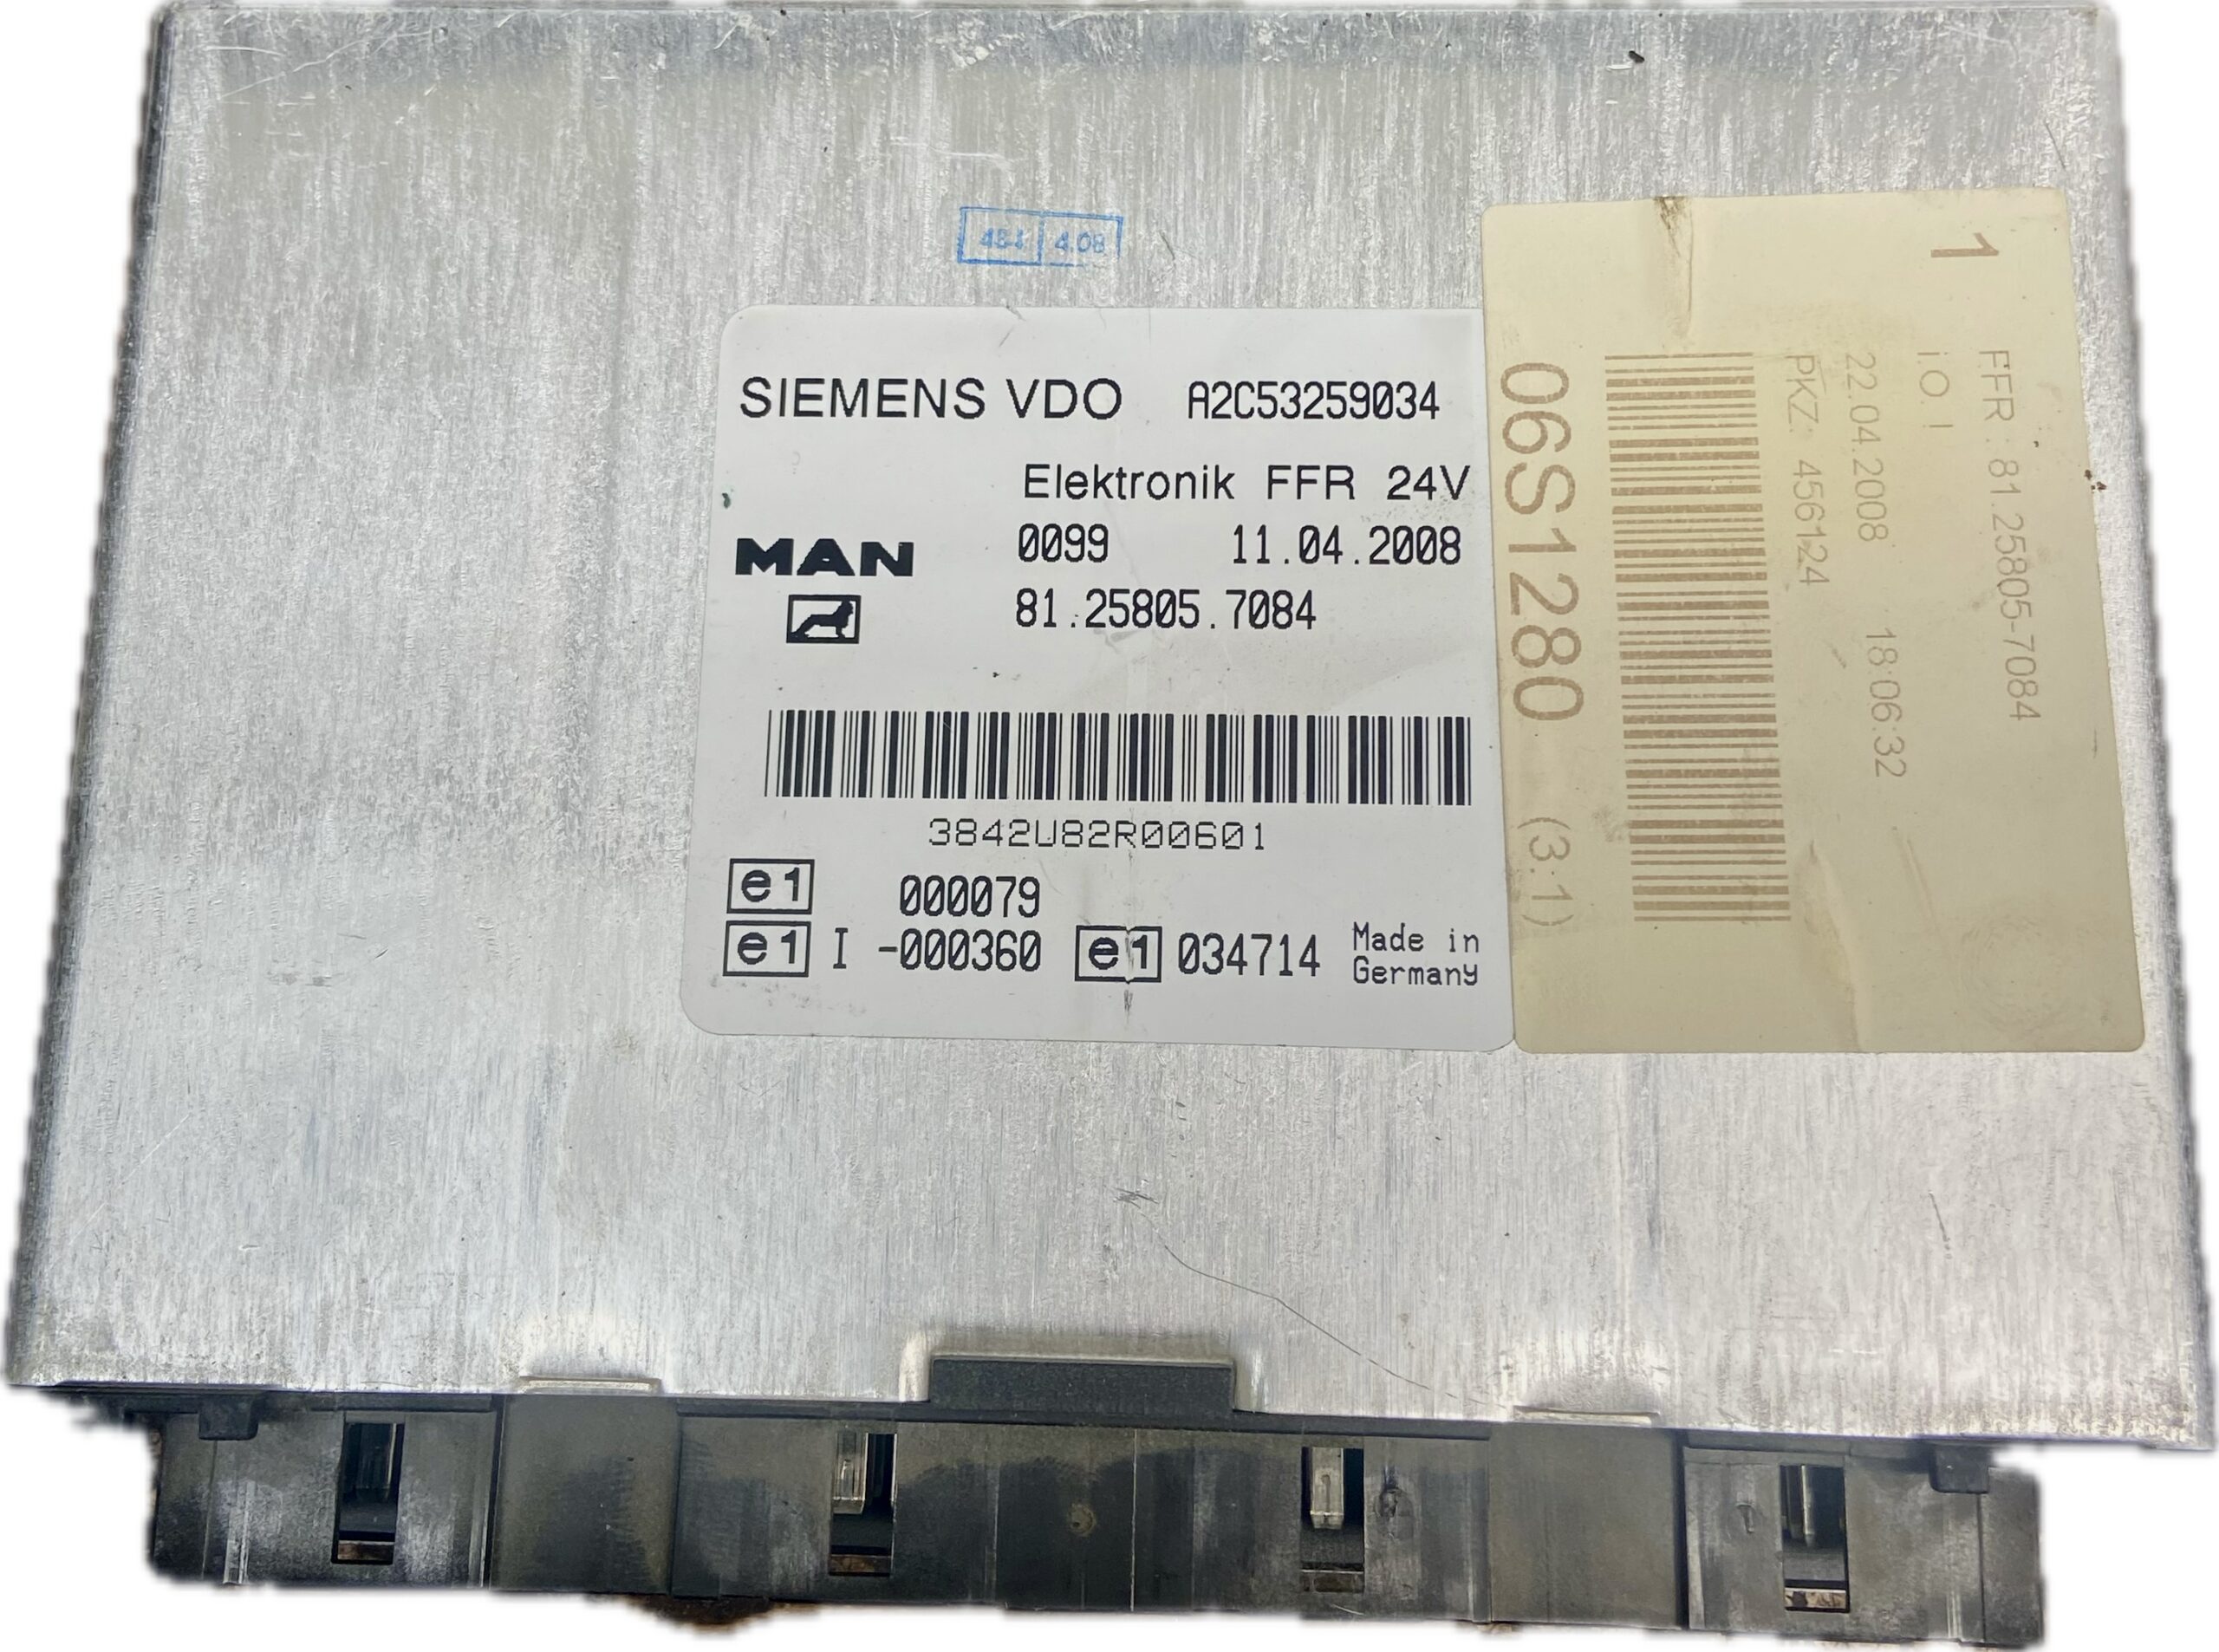 4.08
SIEMENS VDO A2C53259034
Elektronik FFR 24V
MAN
0099 11.04.2008
81.25805.7084
3842U82R00601
e1 000079
e1 I -000360 e1 034714
Made in
Germany
1
FFR: 81.25805-7084
i.O. !
22.04.2008 18:06:32
PKZ: 456124
06S1280 (3:1)